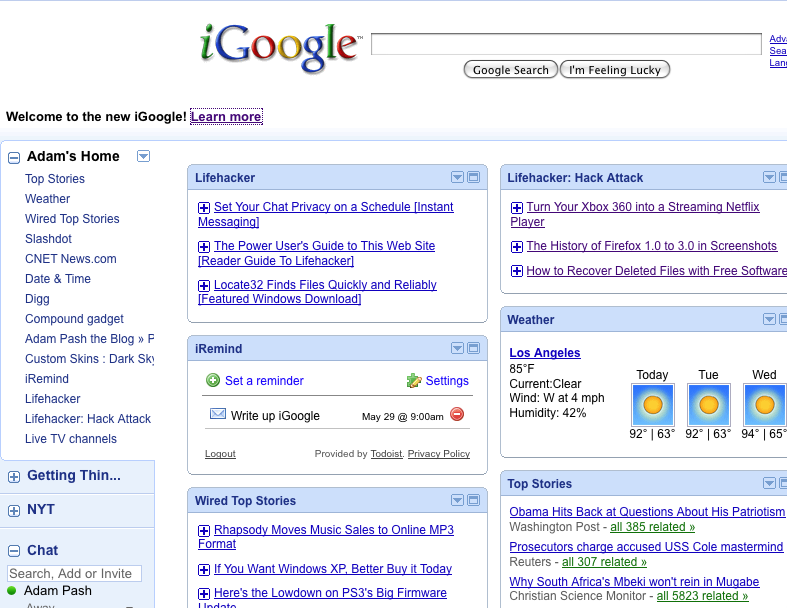 iGoogle™
Adva
Sea
Lan
Google Search I'm Feeling Lucky
Welcome to the new iGoogle! Learn more
Adam's Home
Top Stories
Weather
Wired Top Stories
Slashdot
CNET News.com
Date & Time
Digg
Compound gadget
Adam Pash the Blog » P
Custom Skins : Dark Sky
iRemind
Lifehacker
Lifehacker: Hack Attack
Live TV channels
Getting Thin...
NYT
Chat
Search, Add or Invite
Adam Pash
Away
Lifehacker
Set Your Chat Privacy on a Schedule [Instant
Messaging]
The Power User's Guide to This Web Site
[Reader Guide To Lifehacker]
Locate32 Finds Files Quickly and Reliably
[Featured Windows Download]
iRemind
Set a reminder Settings
Write up iGoogle May 29 @ 9:00am
Logout Provided by Todoist. Privacy Policy
Wired Top Stories
Rhapsody Moves Music Sales to Online MP3
Format
If You Want Windows XP, Better Buy it Today
Here's the Lowdown on PS3's Big Firmware
Update
Lifehacker: Hack Attack
Turn Your Xbox 360 into a Streaming Netflix
Player
The History of Firefox 1.0 to 3.0 in Screenshots
How to Recover Deleted Files with Free Software
Weather
Los Angeles
85°F
Current:Clear
Wind: W at 4 mph
Humidity: 42%
Today Tue Wed
92° | 63° 92° | 63° 94° | 65°
Top Stories
Obama Hits Back at Questions About His Patriotism
Washington Post - all 385 related »
Prosecutors charge accused USS Cole mastermind
Reuters - all 307 related »
Why South Africa's Mbeki won't rein in Mugabe
Christian Science Monitor - all 5823 related »